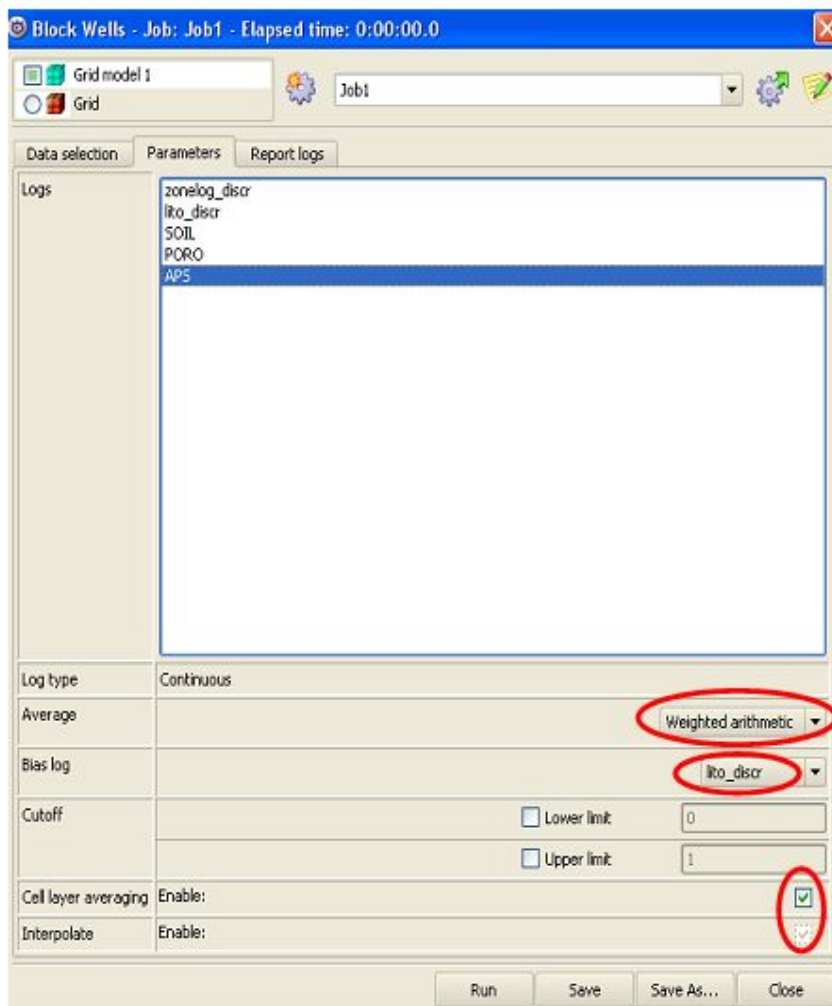 Block Wells - Job: Job1 - Elapsed time: 0:00:00.0
Grid model 1
Grid
Job1
Data selection Parameters Report logs
Logs
zonelog_discr
lito_discr
SOIL
PORO
APS
Log type Continuous
Average Weighted arithmetic
Bias log lito_discr
Cutoff Lower limit 0
Upper limit 1
Cell layer averaging Enable:
Interpolate Enable:
Run Save Save As... Close